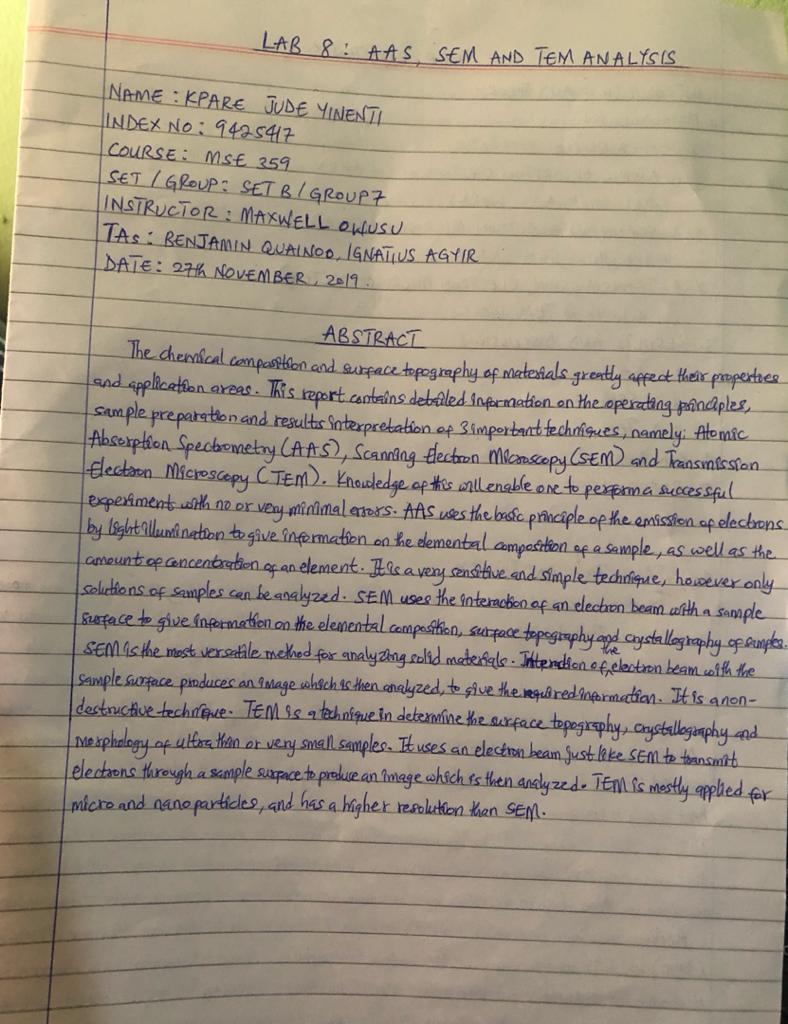 LAB 8: AAS, SEM AND TEM ANALYSIS
NAME: KPARE JUDE YINENTI
INDEX NO: 9425417
COURSE: MSE 359
SET / GROUP: SET B / GROUP 7
INSTRUCTOR: MAXWELL OWUSU
TAs: BENJAMIN QUAINOO, IGNATIUS AGYIR
DATE: 27th NOVEMBER, 2019.
ABSTRACT
The chemical composition and surface topography of materials greatly affect their properties
and application areas. This report contains detailed information on the operating principles,
sample preparation and results interpretation of 3 important techniques, namely; Atomic
Absorption Spectrometry (AAS), Scanning Electron Microscopy (SEM) and Transmission
Electron Microscopy (TEM). Knowledge of this will enable one to perform a successful
experiment with no or very minimal errors. AAS uses the basic principle of the emission of electrons
by light illumination to give information on the elemental composition of a sample, as well as the
amount of concentration of an element. It is a very sensitive and simple technique, however only
solutions of samples can be analyzed. SEM uses the interaction of an electron beam with a sample
surface to give information on the elemental composition, surface topography and crystallography of samples.
SEM is the most versatile method for analyzing solid materials. Interaction of the electron beam with the
sample surface produces an image which is then analyzed, to give the required information. It is a non-
destructive technique. TEM is a technique in determine the surface topography, crystallography and
morphology of ultra thin or very small samples. It uses an electron beam just like SEM to transmit
electrons through a sample surface to produce an image which is then analyzed. TEM is mostly applied for
micro and nano particles, and has a higher resolution than SEM.